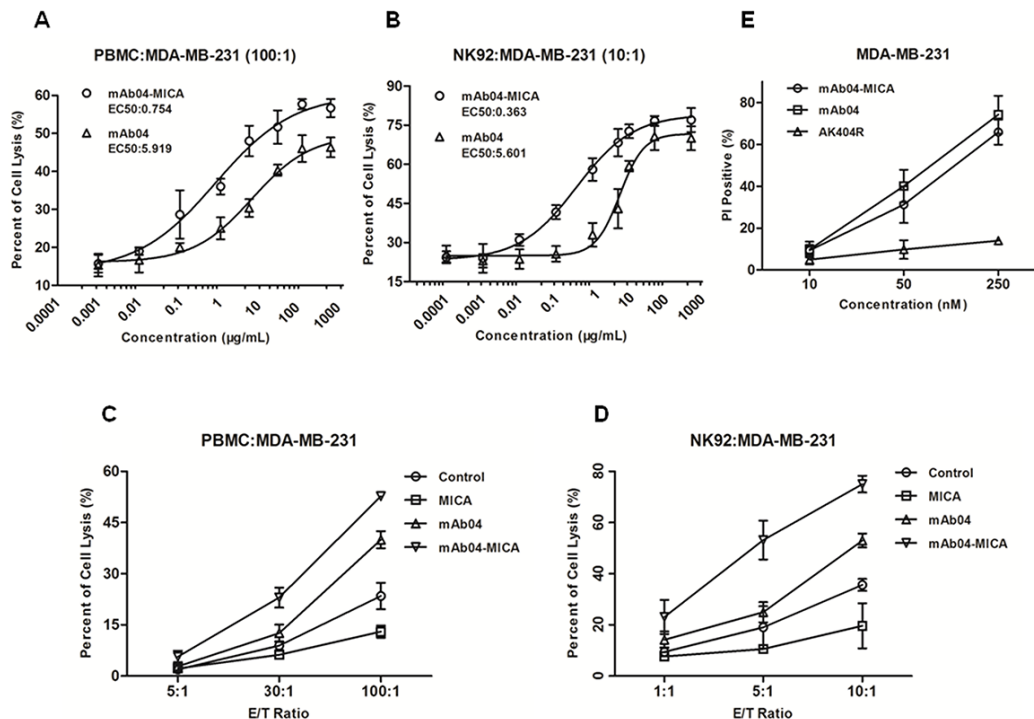 A
PBMC:MDA-MB-231 (100:1)
Percent of Cell Lysis (%)
60
50
40
30
20
10
mAb04-MICA
EC50:0.754
mAb04
EC50:5.919
0.0001
0.001
0.01
0.1
1
10
100
1000
Concentration (µg/mL)
B
NK92:MDA-MB-231 (10:1)
Percent of Cell Lysis (%)
90
75
60
45
30
15
mAb04-MICA
EC50:0.363
mAb04
EC50:5.601
0.0001
0.001
0.01
0.1
1
10
100
1000
Concentration (µg/mL)
E
MDA-MB-231
PI Positive (%)
100
80
60
40
20
0
mAb04-MICA
mAb04
AK404R
10
50
250
Concentration (nM)
C
PBMC:MDA-MB-231
Percent of Cell Lysis (%)
60
45
30
15
0
Control
MICA
mAb04
mAb04-MICA
5:1
30:1
100:1
E/T Ratio
D
NK92:MDA-MB-231
Percent of Cell Lysis (%)
80
60
40
20
0
Control
MICA
mAb04
mAb04-MICA
1:1
5:1
10:1
E/T Ratio